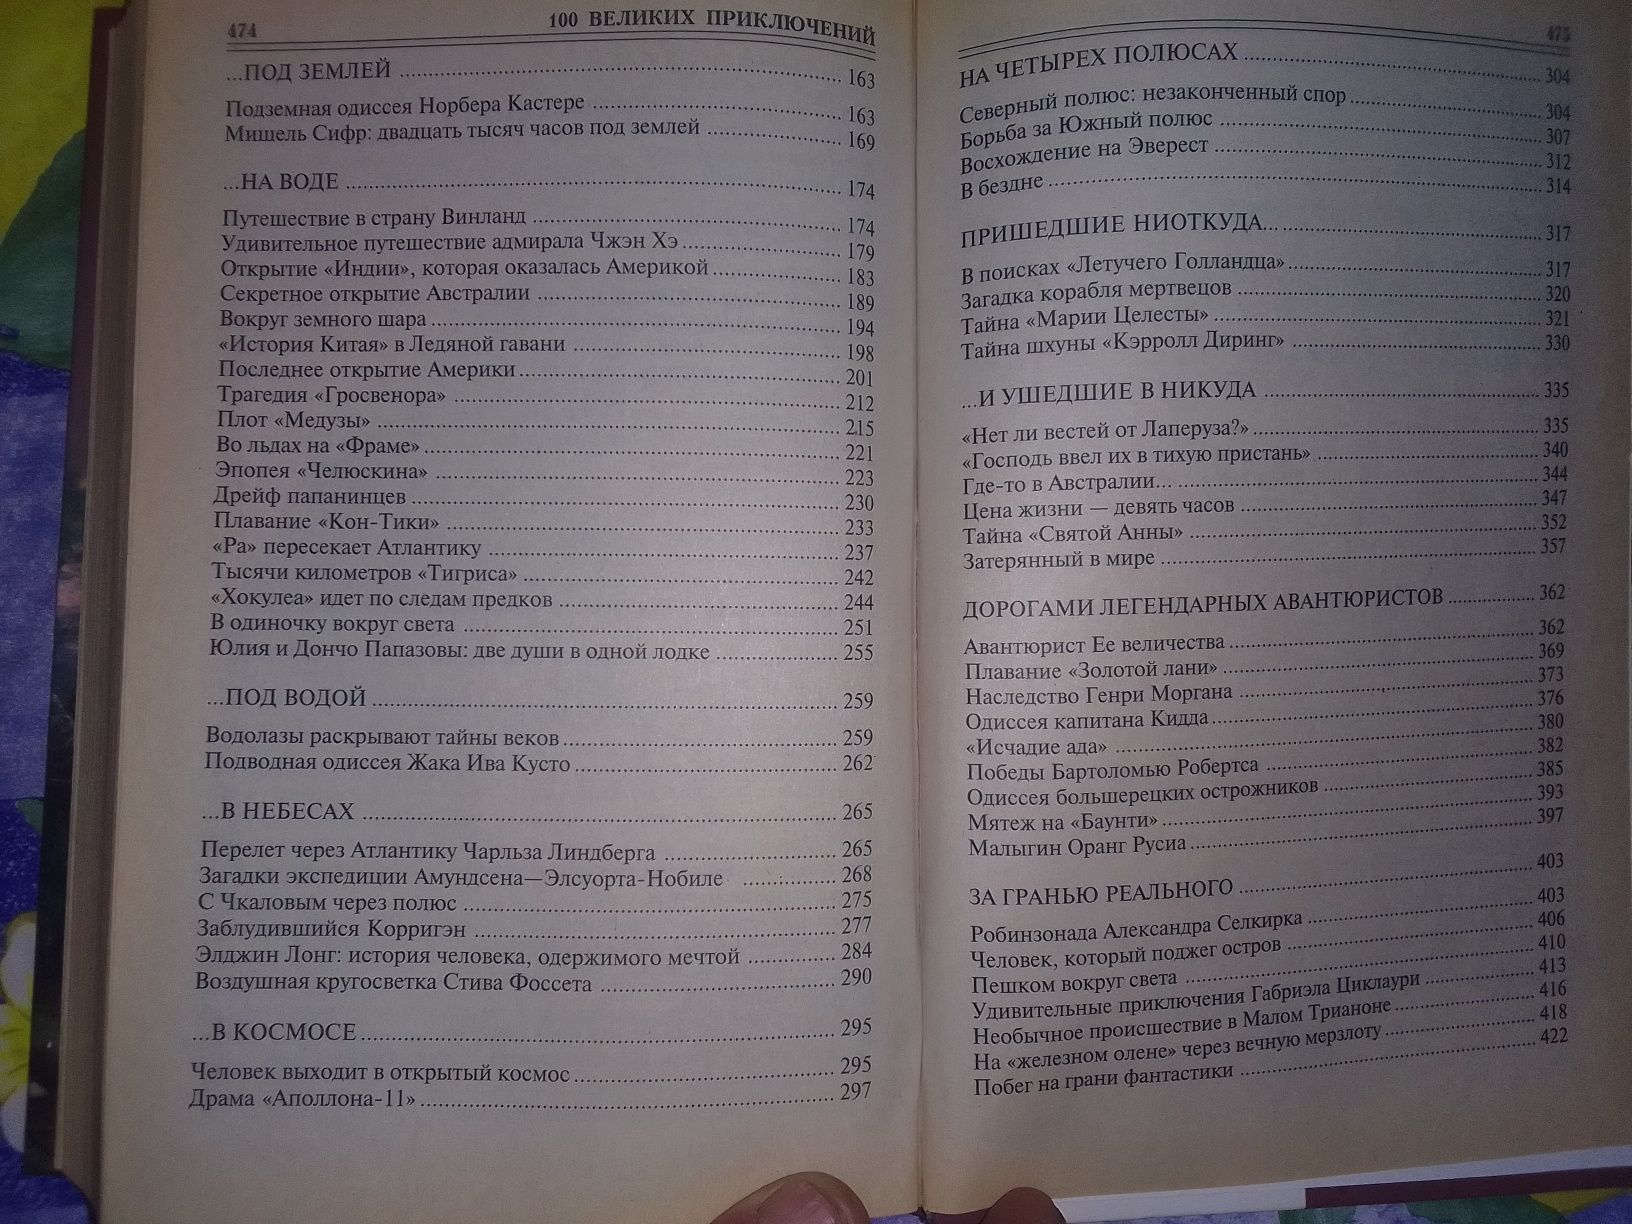 474
100 ВЕЛИКИХ ПРИКЛЮЧЕНИЙ
...ПОД ЗЕМЛЕЙ 163
Подземная одиссея Норбера Кастере 163
Мишель Сифр: двадцать тысяч часов под землей 169
...НА ВОДЕ 174
Путешествие в страну Винланд 174
Удивительное путешествие адмирала Чжэн Хэ 179
Открытие «Индии», которая оказалась Америкой 183
Секретное открытие Австралии 189
Вокруг земного шара 194
«История Китая» в Ледяной гавани 198
Последнее открытие Америки 201
Трагедия «Гросвенора» 212
Плот «Медузы» 215
Во льдах на «Фраме» 221
Эпопея «Челюскина» 223
Дрейф папанинцев 230
Плавание «Кон-Тики» 233
«Ра» пересекает Атлантику 237
Тысячи километров «Тигриса» 242
«Хокулеа» идет по следам предков 244
В одиночку вокруг света 251
Юлия и Дончо Папазовы: две души в одной лодке 255
...ПОД ВОДОЙ 259
Водолазы раскрывают тайны веков 259
Подводная одиссея Жака Ива Кусто 262
...В НЕБЕСАХ 265
Перелет через Атлантику Чарльза Линдберга 265
Загадки экспедиции Амундсена—Элсуорта-Нобиле 268
С Чкаловым через полюс 275
Заблудившийся Корригэн 277
Элджин Лонг: история человека, одержимого мечтой 284
Воздушная кругосветка Стива Фоссета 290
...В КОСМОСЕ 295
Человек выходит в открытый космос 295
Драма «Аполлона-11» 297
475
НА ЧЕТЫРЕХ ПОЛЮСАХ 304
Северный полюс: незаконченный спор 304
Борьба за Южный полюс 307
Восхождение на Эверест 312
В бездне 314
ПРИШЕДШИЕ НИОТКУДА... 317
В поисках «Летучего Голландца» 317
Загадка корабля мертвецов 320
Тайна «Марии Целесты» 321
Тайна шхуны «Кэрролл Диринг» 330
...И УШЕДШИЕ В НИКУДА 335
«Нет ли вестей от Лаперуза?» 335
«Господь ввел их в тихую пристань» 340
Где-то в Австралии... 344
Цена жизни — девять часов 347
Тайна «Святой Анны» 352
Затерянный в мире 357
ДОРОГАМИ ЛЕГЕНДАРНЫХ АВАНТЮРИСТОВ 362
Авантюрист Ее величества 362
Плавание «Золотой лани» 369
Наследство Генри Моргана 373
Одиссея капитана Кидда 376
«Исчадие ада» 380
Победы Бартоломью Робертса 382
Одиссея большерецких острожников 385
Мятеж на «Баунти» 393
Малыгин Оранг Русиа 397
ЗА ГРАНЬЮ РЕАЛЬНОГО 403
Робинзонада Александра Селкирка 403
Человек, который поджег остров 406
Пешком вокруг света 410
Удивительные приключения Габриэла Циклаури 413
Необычное происшествие в Малом Трианоне 416
На «железном олене» через вечную мерзлоту 418
Побег на грани фантастики 422